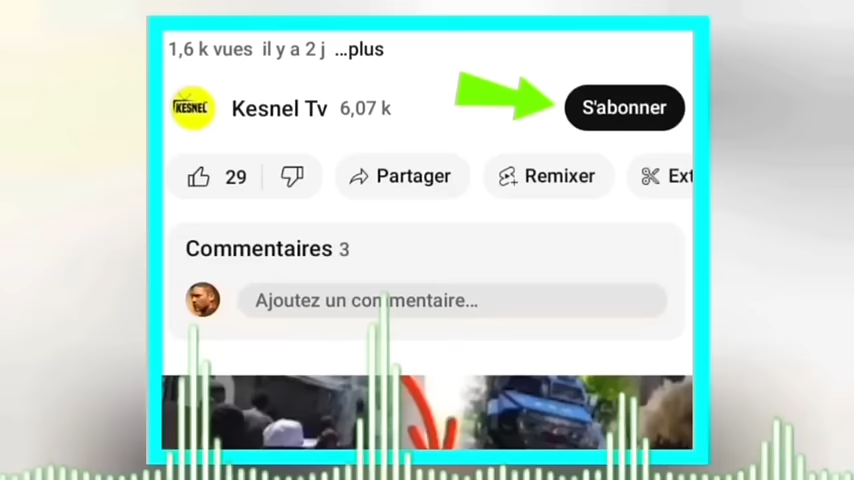 1,6 k vues il y a 2 j ...plus
KESNEL
Kesnel Tv 6,07 k
S'abonner
29
Partager
Remixer
Ext
Commentaires 3
Ajoutez un commentaire...